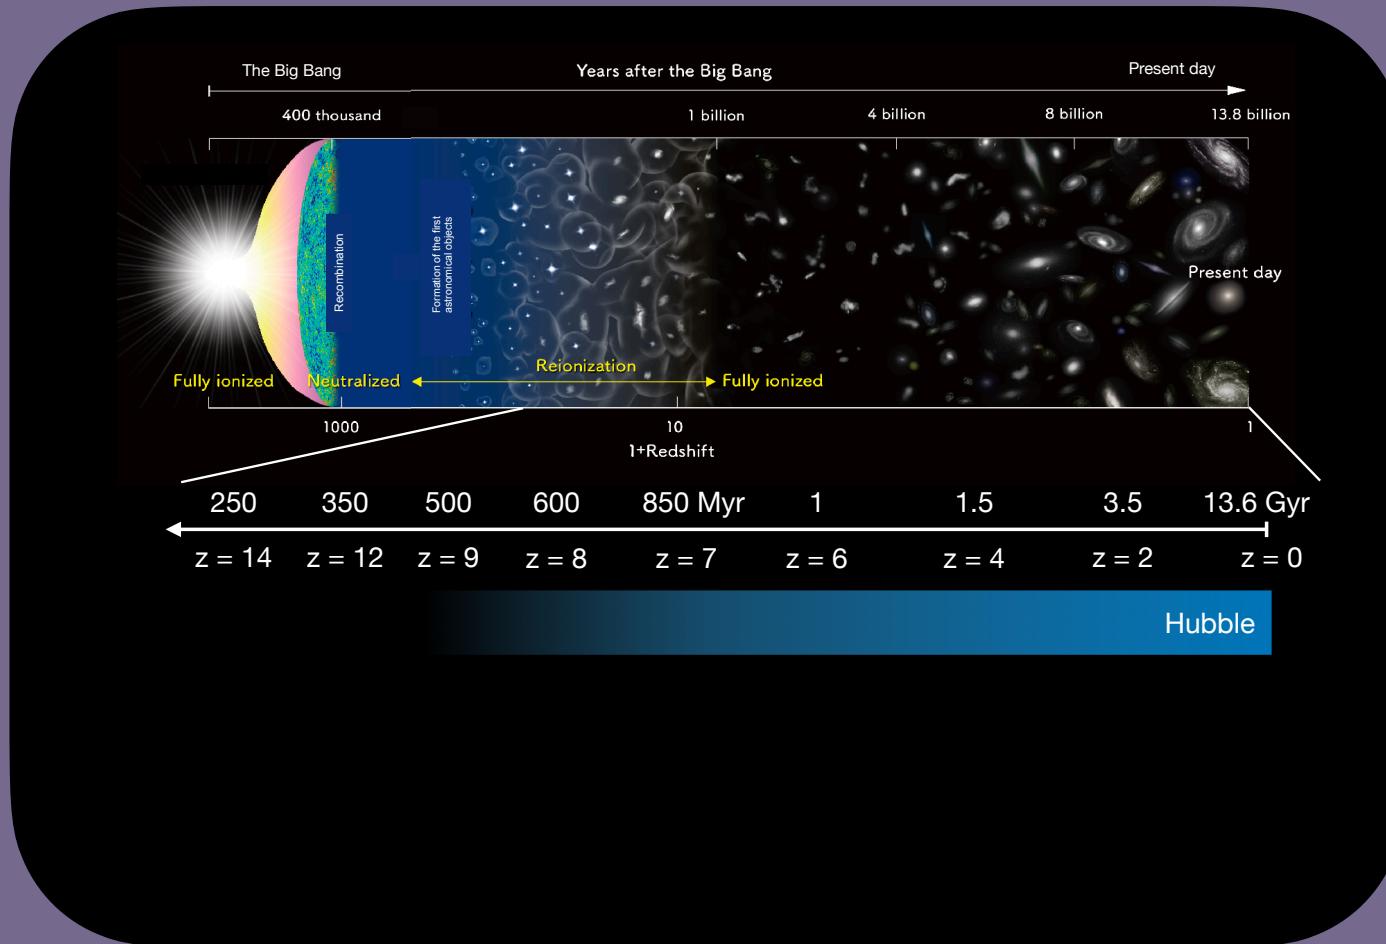 The Big Bang
Years after the Big Bang
Present day
400 thousand
1 billion
4 billion
8 billion
13.8 billion
Recombination
Formation of the first
astronomical objects
Present day
Reionization
Fully ionized
Neutralized
Fully ionized
1000
10
1
1+Redshift
250 350 500 600 850 Myr 1 1.5 3.5 13.6 Gyr
z = 14 z = 12 z = 9 z = 8 z = 7 z = 6 z = 4 z = 2 z = 0
Hubble